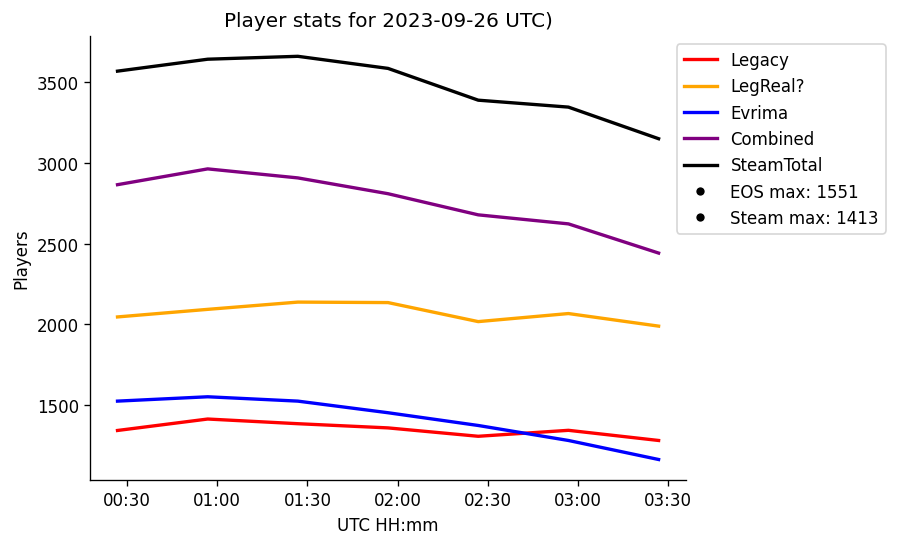 Player stats for 2023-09-26 UTC)
Legacy
LegReal?
Evrima
Combined
SteamTotal
EOS max: 1551
Steam max: 1413
Players
3500
3000
2500
2000
1500
00:30 01:00 01:30 02:00 02:30 03:00 03:30
UTC HH:mm